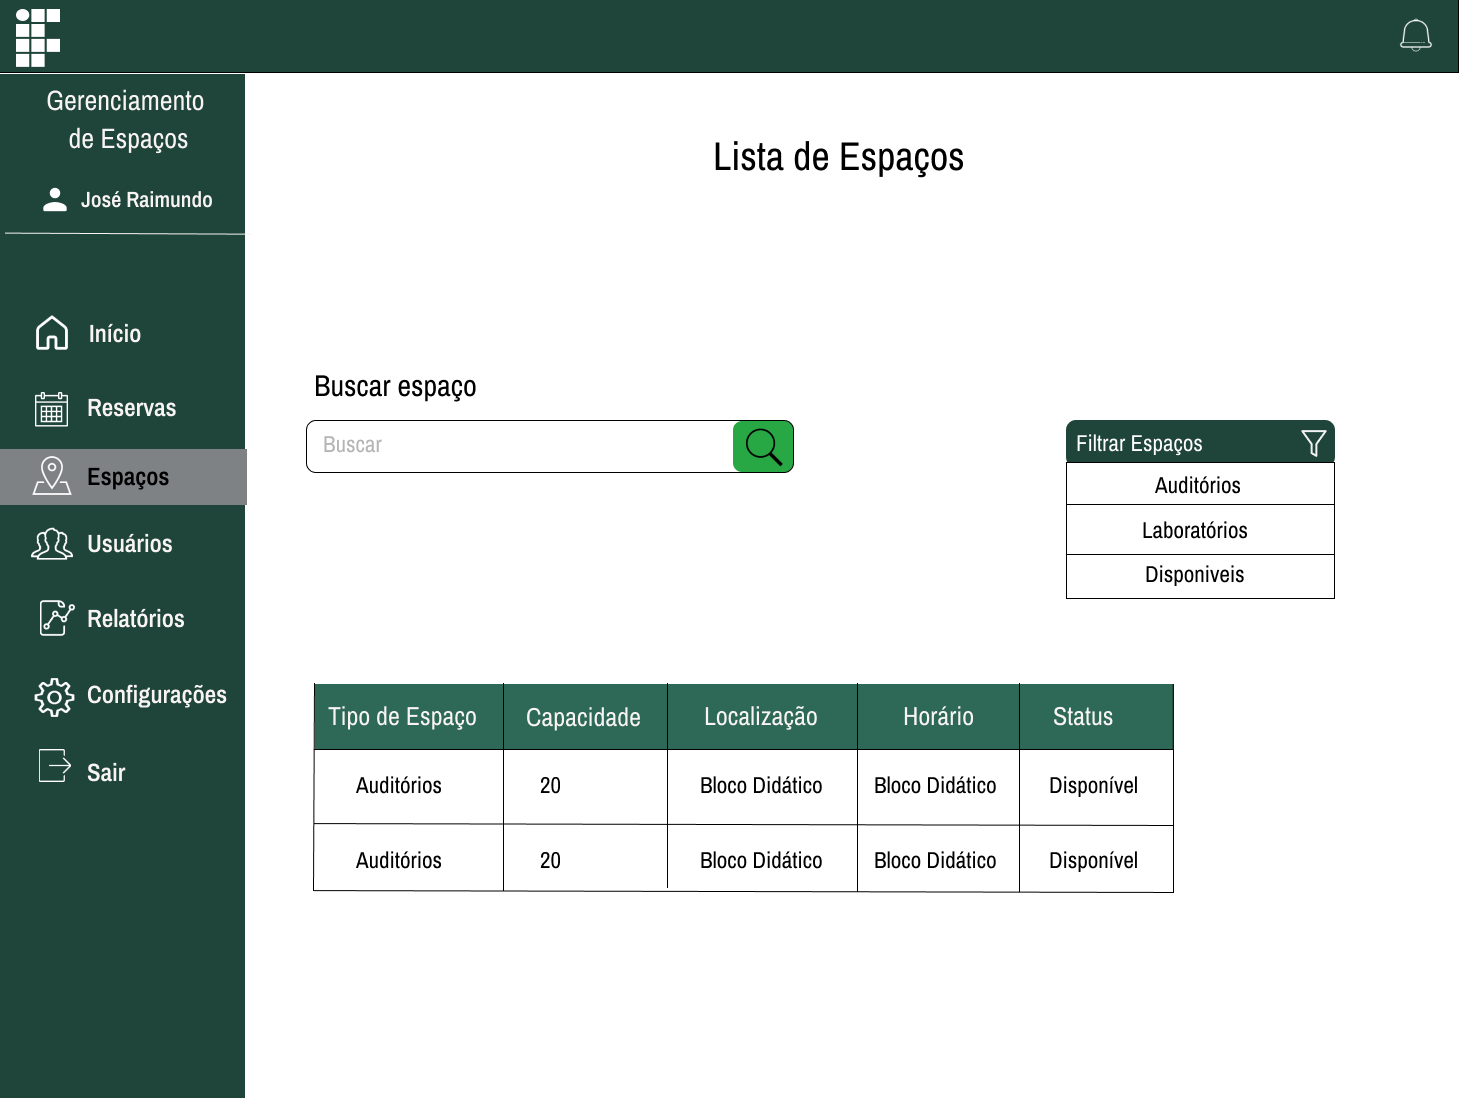 Gerenciamento
de Espaços
José Raimundo
Início
Reservas
Espaços
Usuários
Relatórios
Configurações
Sair
Lista de Espaços
Buscar espaço
Buscar
Filtrar Espaços
Auditórios
Laboratórios
Disponiveis
Tipo de Espaço Capacidade Localização Horário Status
Auditórios 20 Bloco Didático Bloco Didático Disponível
Auditórios 20 Bloco Didático Bloco Didático Disponível